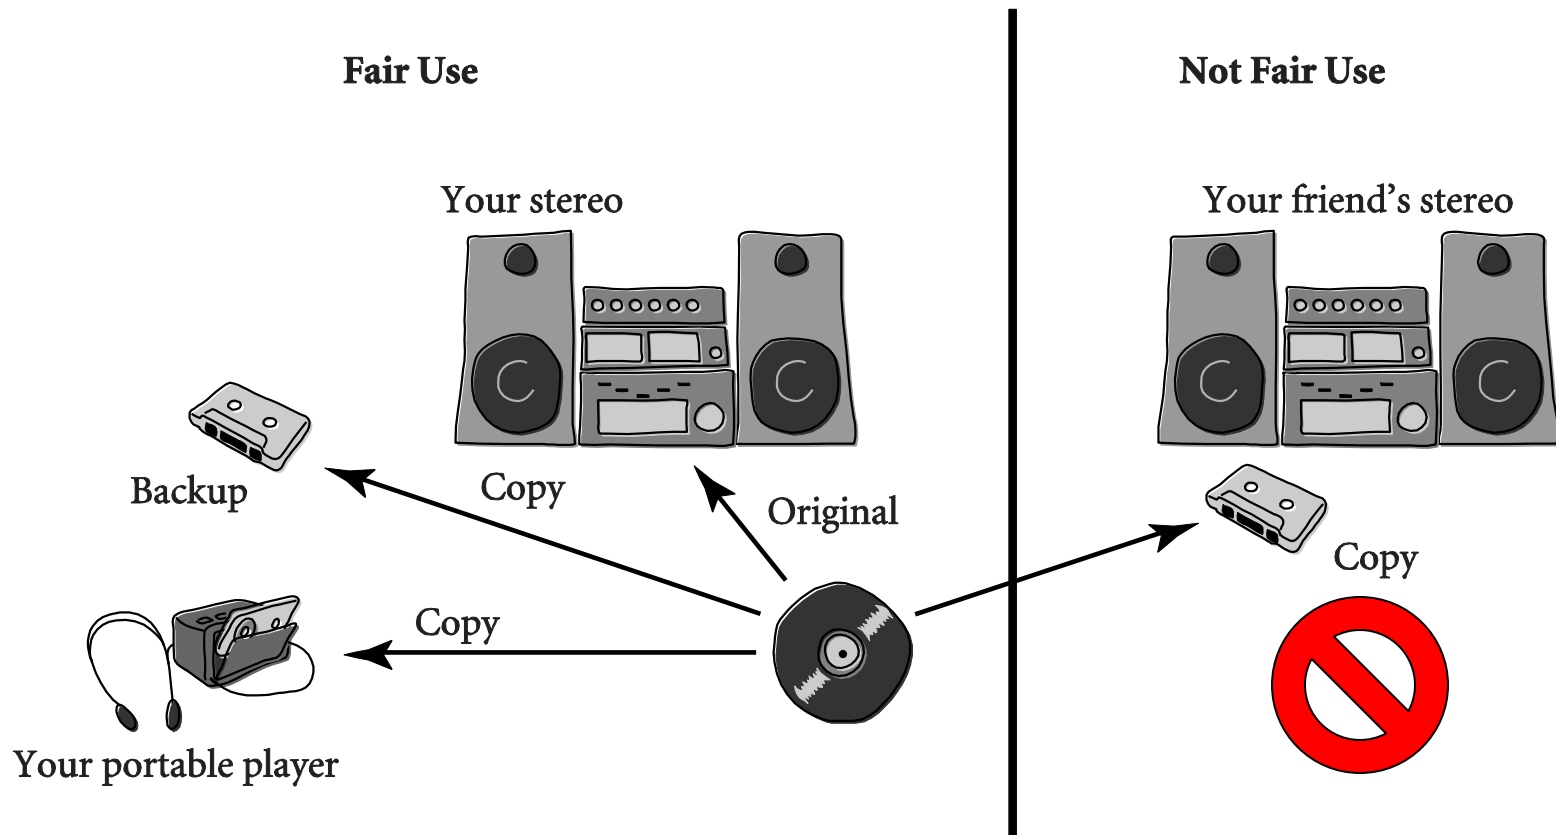 Fair Use
Not Fair Use
Your stereo
Your friend’s stereo
Backup
Copy
Original
Copy
Copy
Your portable player